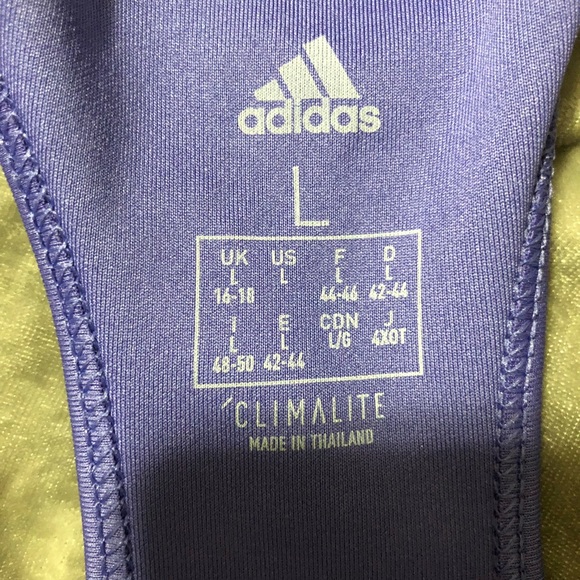 adidas
L
UK US F D
L L L L
16-18 44-46 42-44
I E CDN J
L L L/G 4XOT
48-50 42-44
CLIMALITE
MADE IN THAILAND